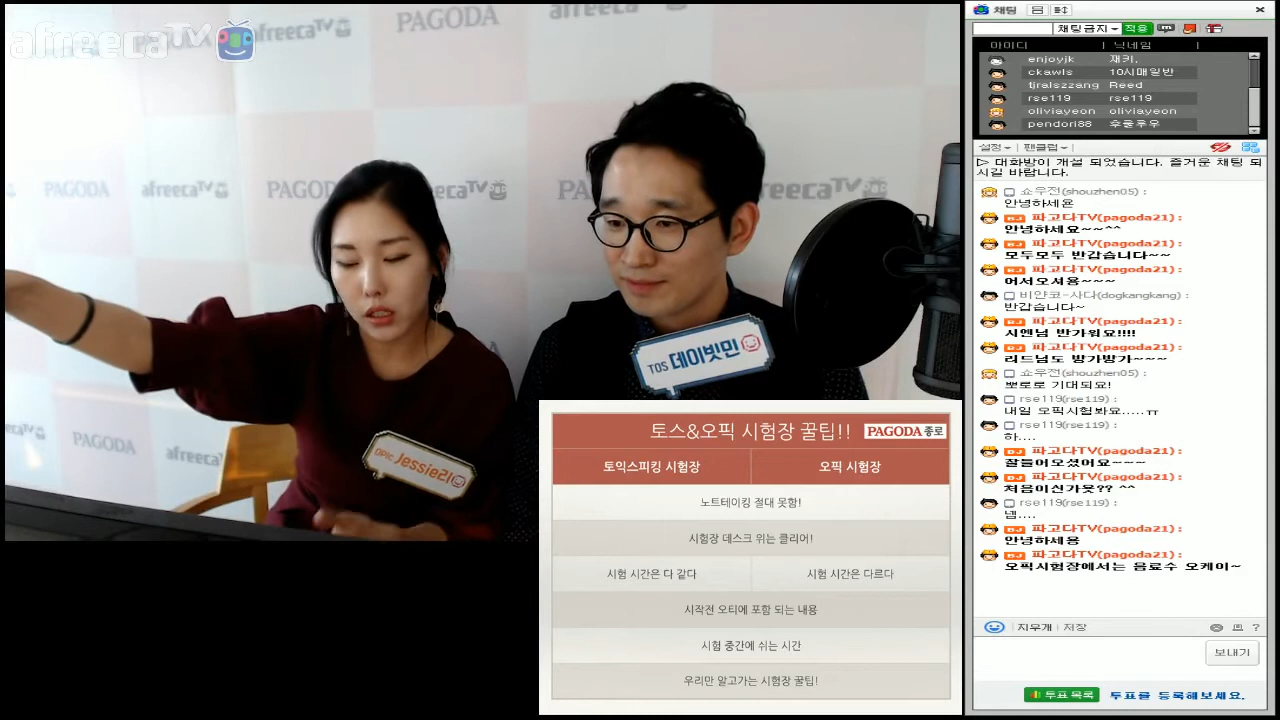 afreecaTV
PAGODA
afreecaTV
PAGODA
afreecaTV
PAGODA
afreecaTV
PAGODA
afreecaTV
PAGODA
afreeca
TOS 데이빗민
OPIc Jessie리
토스&오픽 시험장 꿀팁!!
PAGODA 종로
토익스피킹 시험장
오픽 시험장
노트테이킹 절대 못함!
시험장 데스크 위는 클리어!
시험 시간은 다 같다
시험 시간은 다르다
시작전 오티에 포함 되는 내용
시험 중간에 쉬는 시간
우리만 알고가는 시험장 꿀팁!
채팅
채팅금지
적용
아이디
닉네임
enjoyjk 재키.
ckawls 10시매일반
tjralszzang Reed
rse119 rse119
oliviayeon oliviayeon
pendori88 후룰루우
설정
팬클럽
▷ 대화방이 개설 되었습니다. 즐거운 채팅 되
시길 바랍니다.
쇼우전(shouzhen05) :
안녕하세욘
BJ 파고다TV(pagoda21) :
안녕하세요~~^^
BJ 파고다TV(pagoda21) :
모두모두 반갑습니다~~
BJ 파고다TV(pagoda21) :
어서오셔용~~~
비얀코-사다(dogkangkang) :
반갑습니다~
BJ 파고다TV(pagoda21) :
시엔님 반가워요!!!!
BJ 파고다TV(pagoda21) :
리드님도 방가방가~~~
쇼우전(shouzhen05) :
뽀로로 기대되요!
rse119(rse119) :
내일 오픽시험봐요.....ㅠ
rse119(rse119) :
하....
BJ 파고다TV(pagoda21) :
잘들어오셨어요~~~
BJ 파고다TV(pagoda21) :
처음이신가욧?? ^^
rse119(rse119) :
넴....
BJ 파고다TV(pagoda21) :
안녕하세용
BJ 파고다TV(pagoda21) :
오픽시험장에서는 음료수 오케이~
지우개
저장
보내기
투표 목록
투표를 등록해보세요.